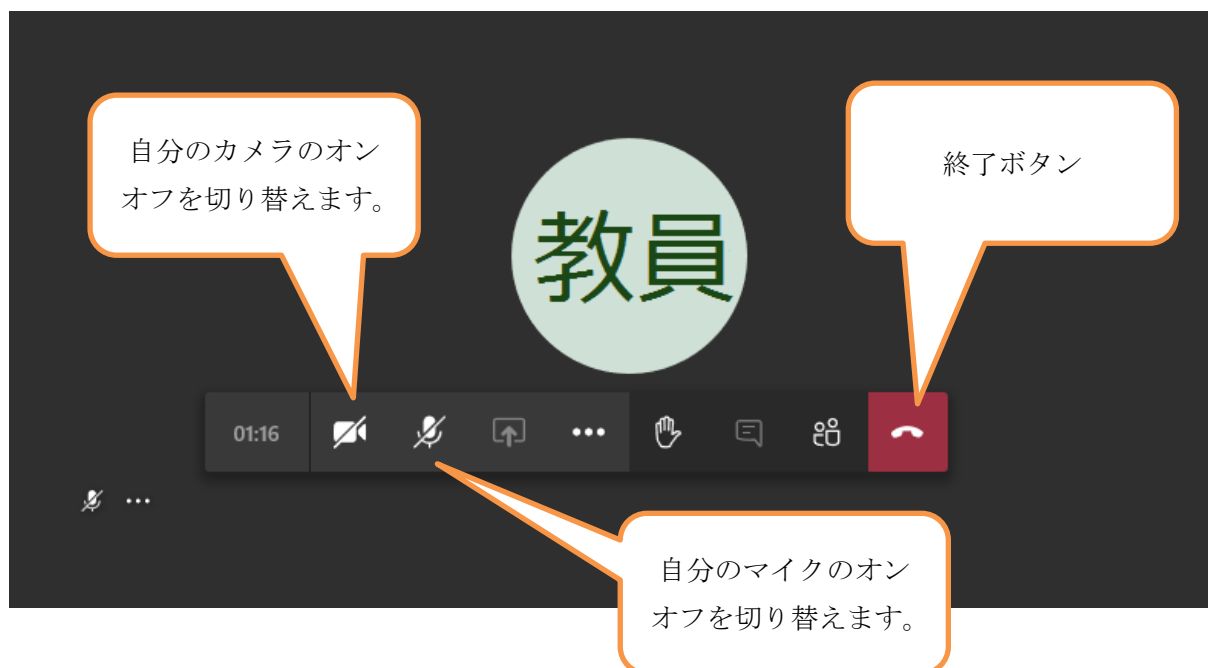 自分のカメラのオン
オフを切り替えます。
終了ボタン
教員
01:16
自分のマイクのオン
オフを切り替えます。